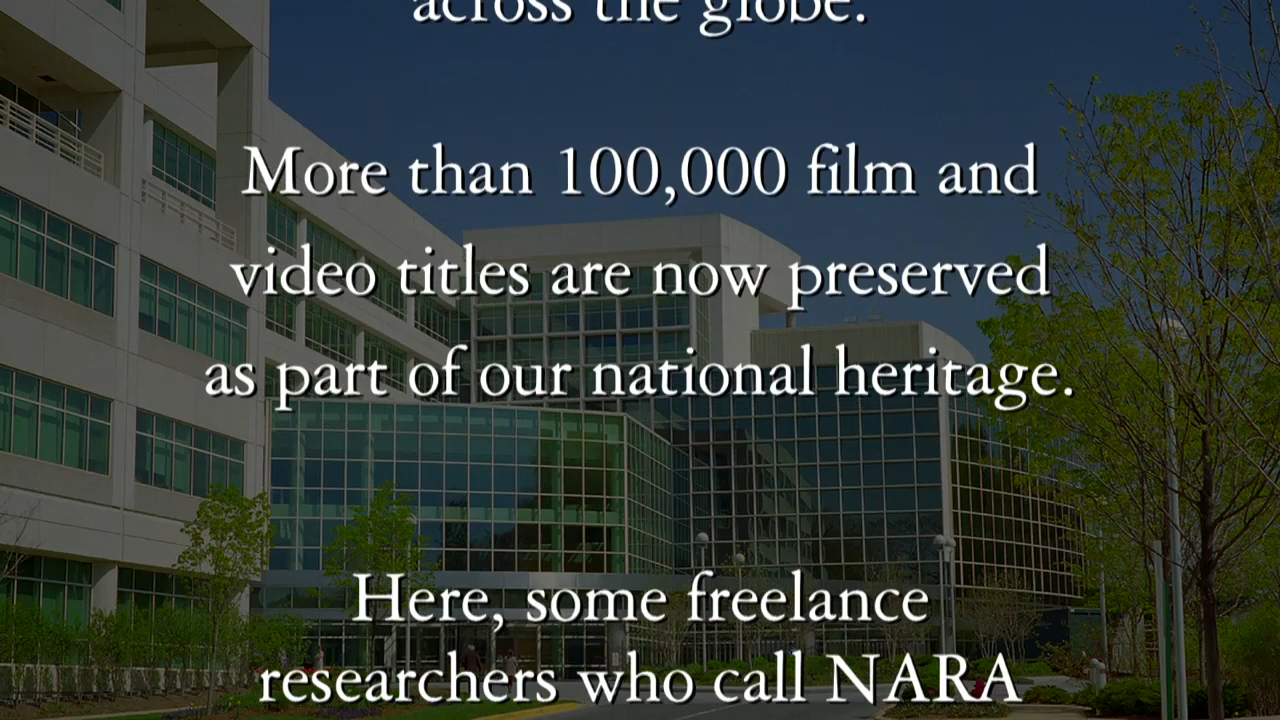 across the globe.
More than 100,000 film and
video titles are now preserved
as part of our national heritage.
Here, some freelance
researchers who call NARA